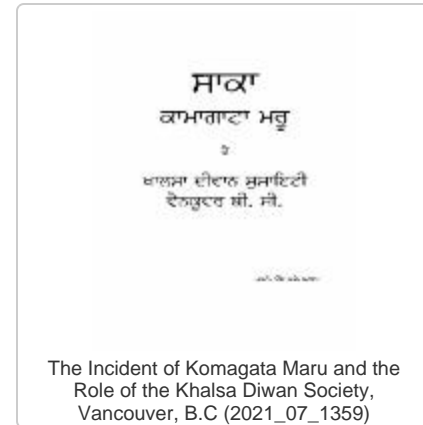 ਸਾਕਾ
ਕਾਮਾਗਾਟਾ ਮਰੂ
ਤੇ
ਖਾਲਸਾ ਦੀਵਾਨ ਸੁਸਾਇਟੀ
ਵੈਨਕੂਵਰ ਬੀ. ਸੀ.
The Incident of Komagata Maru and the
Role of the Khalsa Diwan Society,
Vancouver, B.C (2021_07_1359)